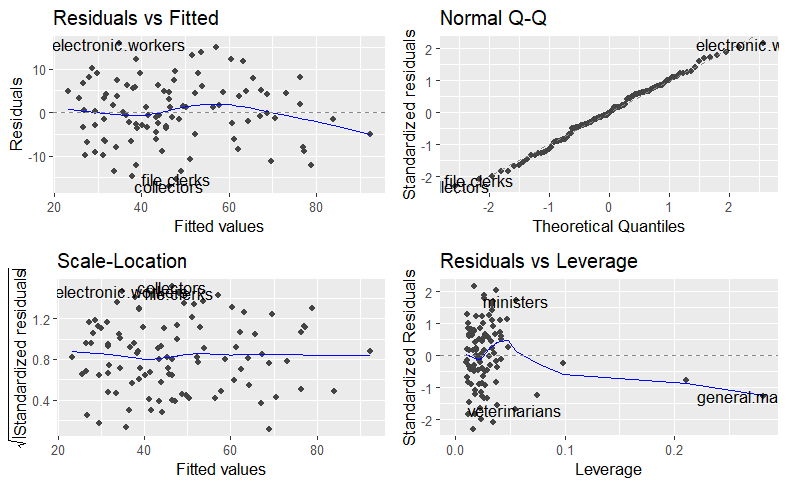 Residuals vs Fitted
electronic.workers
Residuals
10
0
-10
file.clerks
collectors
20 40 60 80
Fitted values
Normal Q-Q
electronic.w
Standardized residuals
2
1
0
-1
-2
file.clerks
lectors
-2 -1 0 1 2
Theoretical Quantiles
Scale-Location
collectors
electronic.workers
file.clerks
√|Standardized residuals|
1.2
0.8
0.4
20 40 60 80
Fitted values
Residuals vs Leverage
ministers
Standardized Residuals
2
1
0
-1
-2
general.ma
veterinarians
0.0 0.1 0.2
Leverage